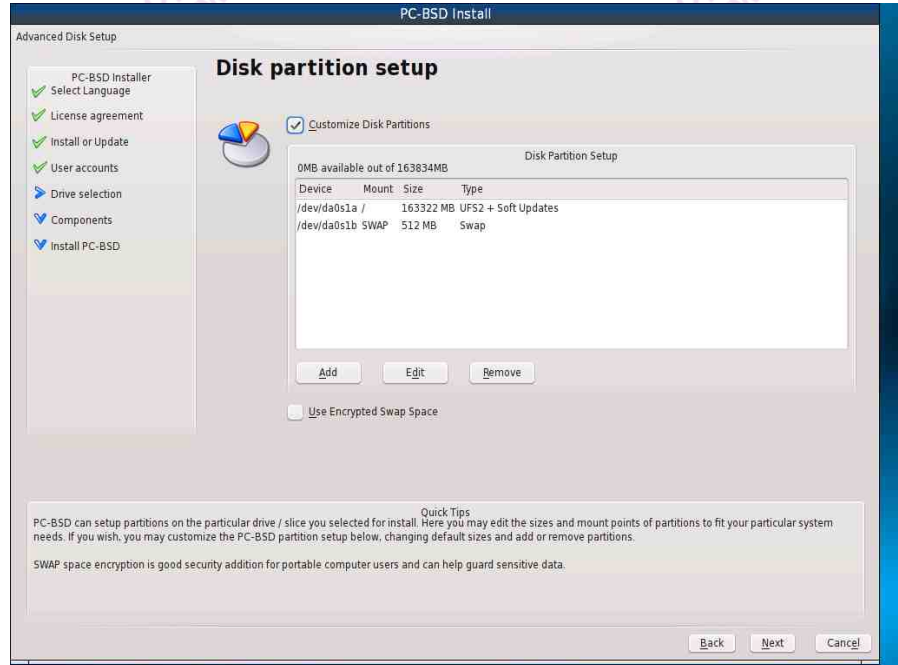 PC-BSD Install
Advanced Disk Setup
PC-BSD Installer
Select Language
License agreement
Install or Update
User accounts
Drive selection
Components
Install PC-BSD
Disk partition setup
Customize Disk Partitions
Disk Partition Setup
0MB available out of 163834MB
Device Mount Size Type
/dev/da0s1a / 163322 MB UFS2 + Soft Updates
/dev/da0s1b SWAP 512 MB Swap
Add Edit Remove
Use Encrypted Swap Space
Quick Tips
PC-BSD can setup partitions on the particular drive / slice you selected for install. Here you may edit the sizes and mount points of partitions to fit your particular system
needs. If you wish, you may customize the PC-BSD partition setup below, changing default sizes and add or remove partitions.
SWAP space encryption is good security addition for portable computer users and can help guard sensitive data.
Back Next Cancel